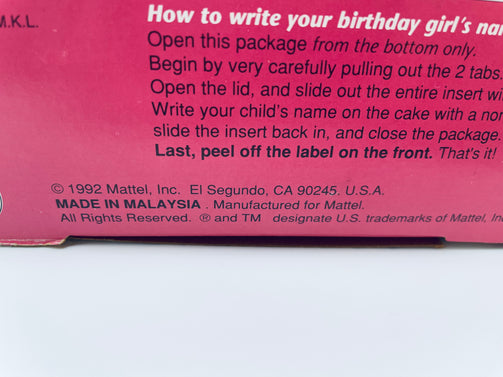 M.K.L.
How to write your birthday girl's
Open this package from the bottom only.
Begin by very carefully pulling out the 2 tabs.
Open the lid, and slide out the entire insert
Write your child's name on the cake with a
slide the insert back in, and close the package.
Last, peel off the label on the front. That's it!
© 1992 Mattel, Inc. El Segundo, CA 90245. U.S.A.
MADE IN MALAYSIA . Manufactured for Mattel.
All Rights Reserved. ® and TM designate U.S. trademarks of Mattel,